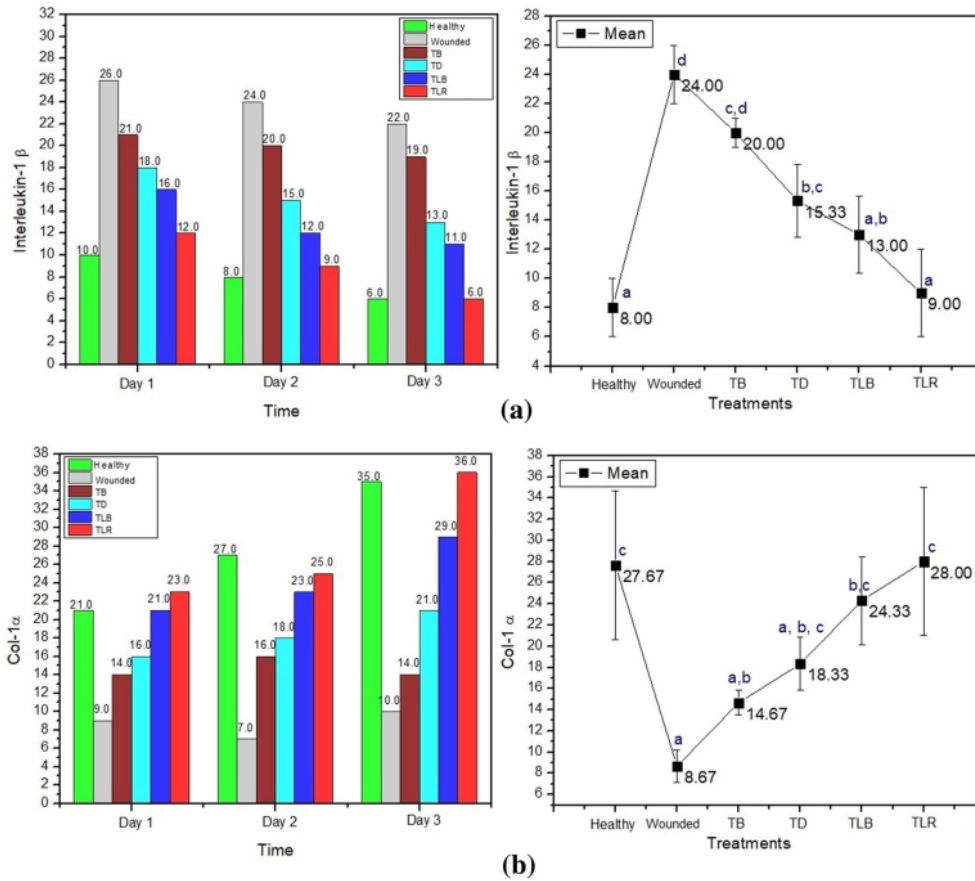 Healthy
Wounded
TB
TD
TLB
TLR
32
30
28
26
24
22
20
18
16
14
12
10
8
6
4
2
0
Interleukin-1 β
10.0
26.0
21.0
18.0
16.0
12.0
8.0
24.0
20.0
15.0
12.0
9.0
6.0
22.0
19.0
13.0
11.0
6.0
Day 1
Day 2
Day 3
Time
Mean
28
26
24
22
20
18
16
14
12
10
8
6
4
Interleukin-1 β
a
8.00
d
24.00
c,d
20.00
b,c
15.33
a,b
13.00
a
9.00
Healthy
Wounded
TB
TD
TLB
TLR
Treatments
(a)
Healthy
Wounded
TB
TD
TLB
TLR
38
36
34
32
30
28
26
24
22
20
18
16
14
12
10
8
6
4
2
0
Col-1α
21.0
9.0
14.0
16.0
21.0
23.0
27.0
7.0
16.0
18.0
23.0
25.0
35.0
10.0
14.0
21.0
29.0
36.0
Day 1
Day 2
Day 3
Time
Mean
38
36
34
32
30
28
26
24
22
20
18
16
14
12
10
8
6
Col-1 α
c
27.67
a
8.67
a,b
14.67
a, b, c
18.33
b,c
24.33
c
28.00
Healthy
Wounded
TB
TD
TLB
TLR
Treatments
(b)